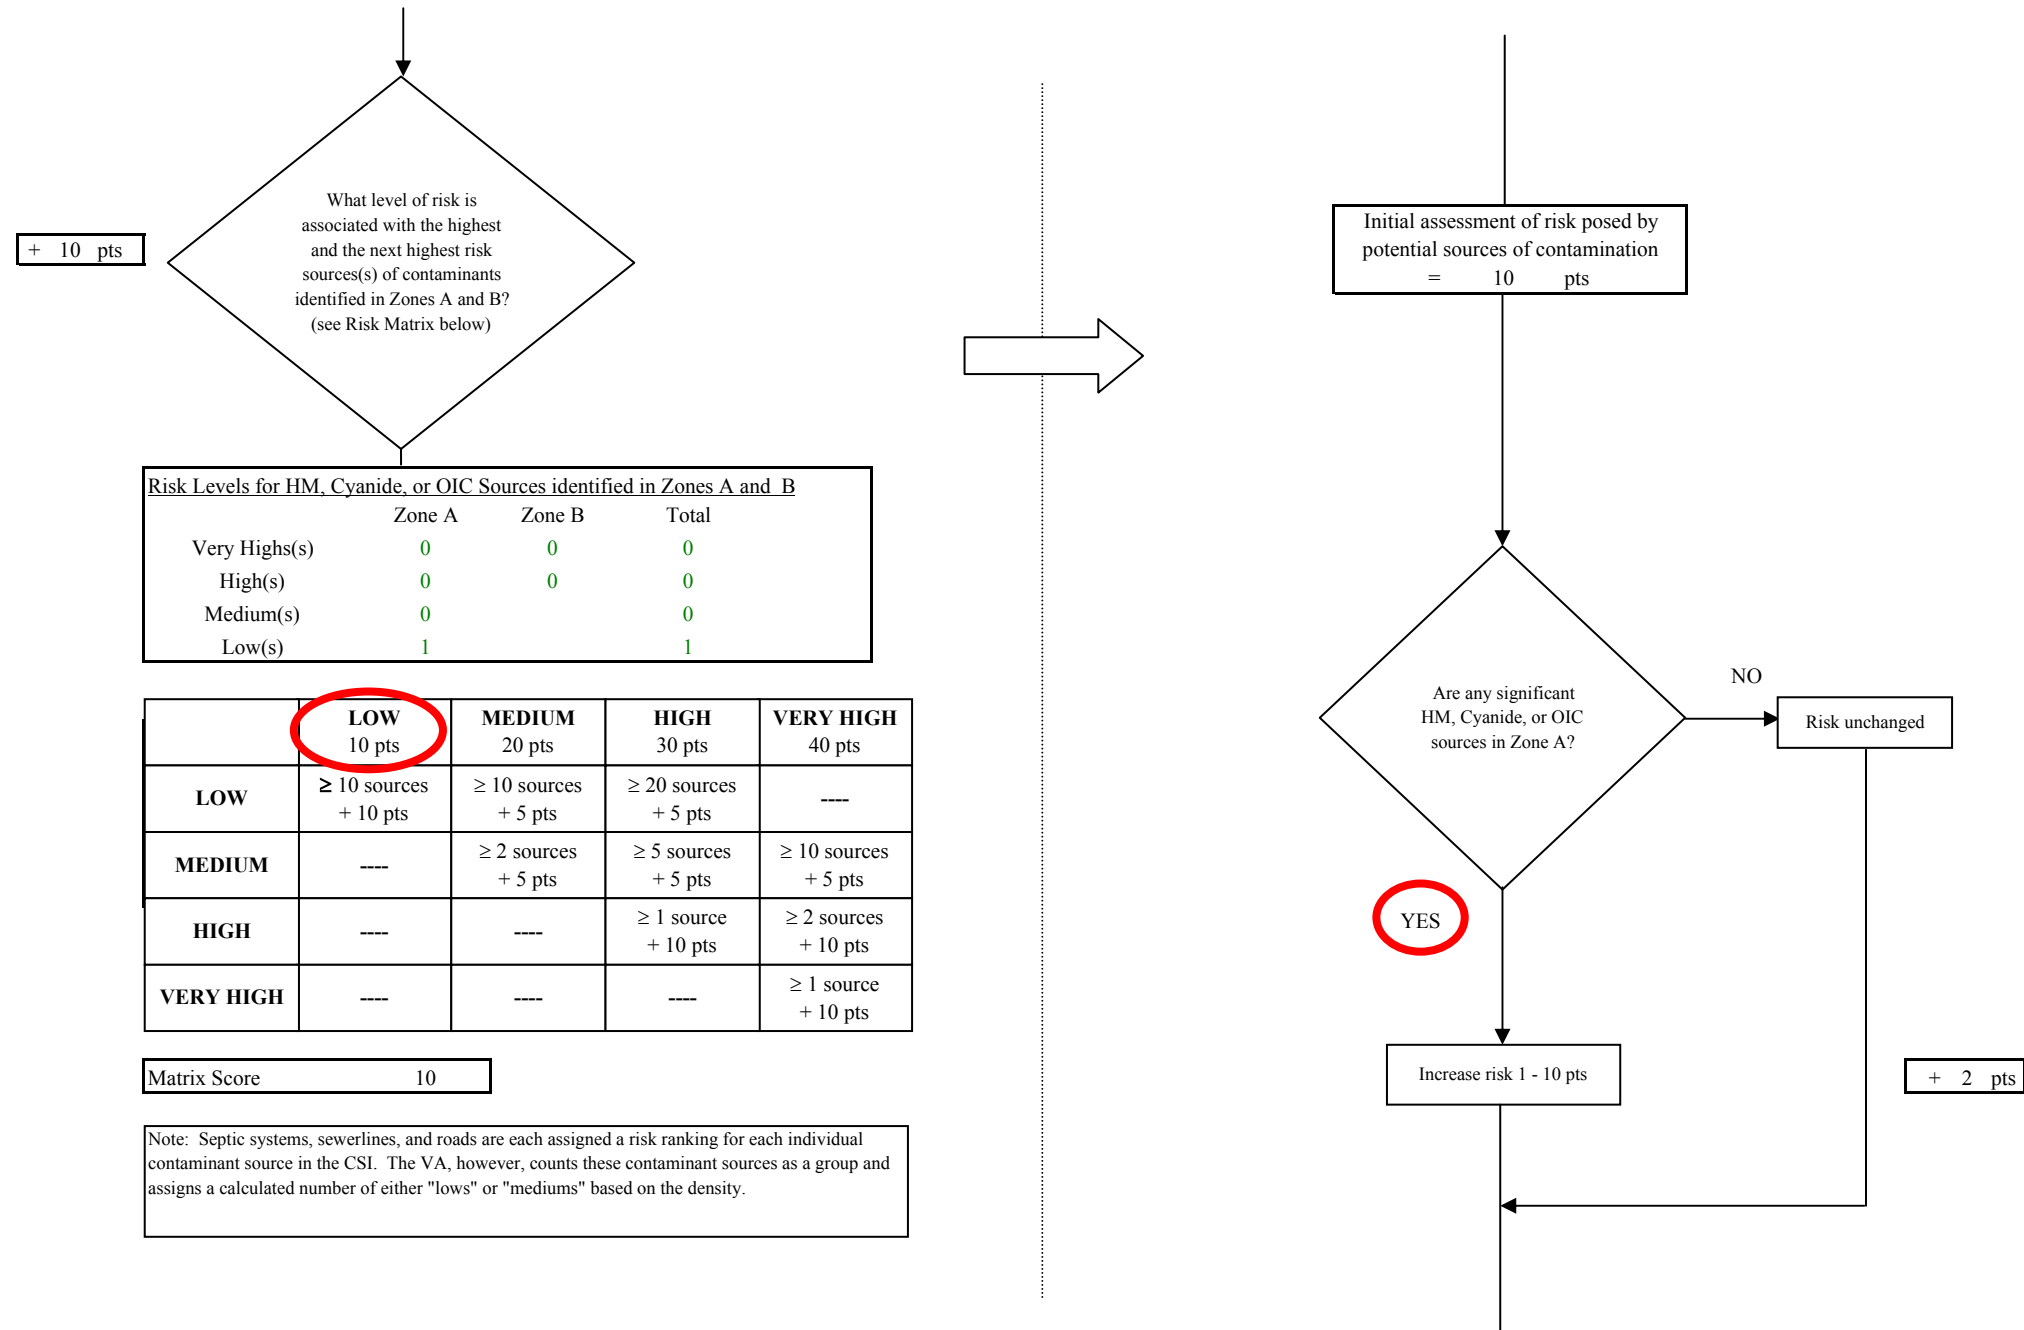 What level of risk is
associated with the highest
and the next highest risk
sources(s) of contaminants
identified in Zones A and B?
(see Risk Matrix below)
+ 10 pts
Risk Levels for HM, Cyanide, or OIC Sources identified in Zones A and B
Zone A Zone B Total
Very Highs(s) 0 0 0
High(s) 0 0 0
Medium(s) 0 0
Low(s) 1 1
LOW MEDIUM HIGH VERY HIGH
10 pts 20 pts 30 pts 40 pts
LOW ≥ 10 sources ≥ 10 sources ≥ 20 sources ----
+ 10 pts + 5 pts + 5 pts
MEDIUM ---- ≥ 2 sources ≥ 5 sources ≥ 10 sources
+ 5 pts + 5 pts + 5 pts
HIGH ---- ---- ≥ 1 source ≥ 2 sources
+ 10 pts + 10 pts
VERY HIGH ---- ---- ---- ≥ 1 source
+ 10 pts
Matrix Score 10
Note: Septic systems, sewerlines, and roads are each assigned a risk ranking for each individual
contaminant source in the CSI. The VA, however, counts these contaminant sources as a group and
assigns a calculated number of either "lows" or "mediums" based on the density.
Initial assessment of risk posed by
potential sources of contamination
= 10 pts
Are any significant
HM, Cyanide, or OIC
sources in Zone A?
NO
Risk unchanged
YES
Increase risk 1 - 10 pts
+ 2 pts